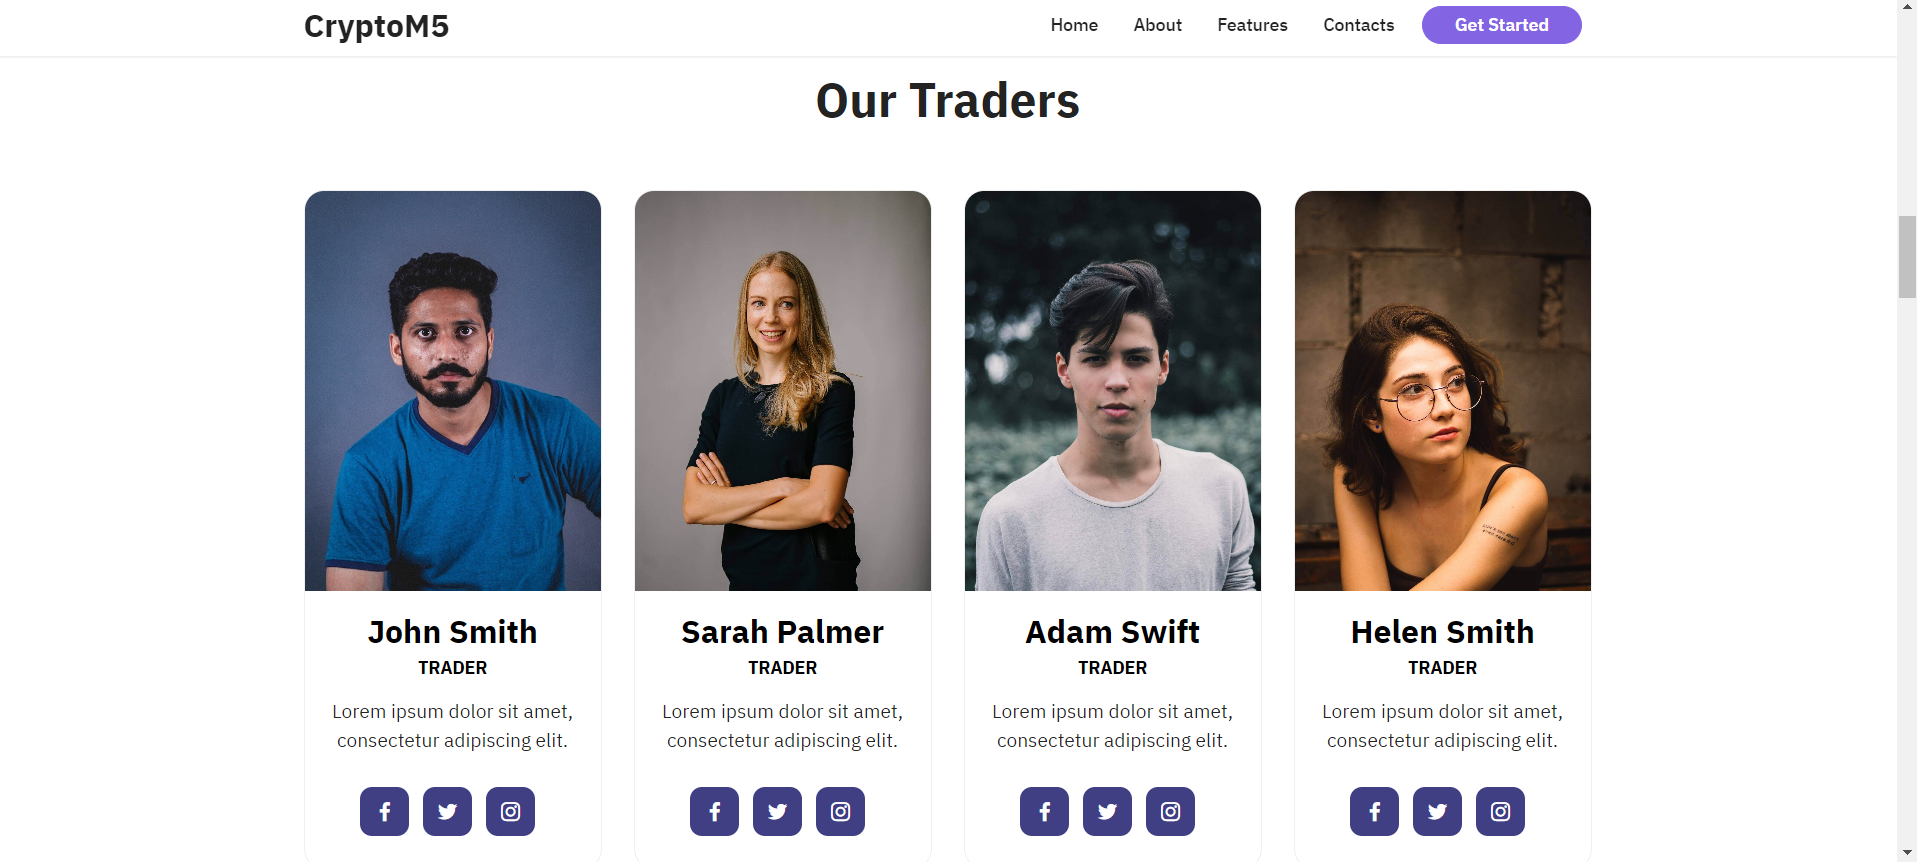 CryptoM5
Home About Features Contacts Get Started
Our Traders
John Smith
TRADER
Lorem ipsum dolor sit amet,
consectetur adipiscing elit.
Sarah Palmer
TRADER
Lorem ipsum dolor sit amet,
consectetur adipiscing elit.
Adam Swift
TRADER
Lorem ipsum dolor sit amet,
consectetur adipiscing elit.
Helen Smith
TRADER
Lorem ipsum dolor sit amet,
consectetur adipiscing elit.